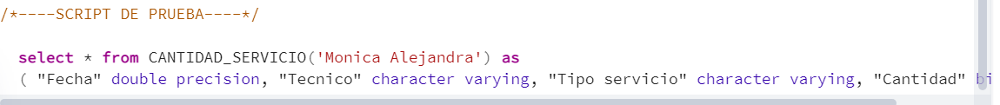 /*----SCRIPT DE PRUEBA----*/
select * from CANTIDAD_SERVICIO('Monica Alejandra') as
( "Fecha" double precision, "Tecnico" character varying, "Tipo servicio" character varying, "Cantidad"